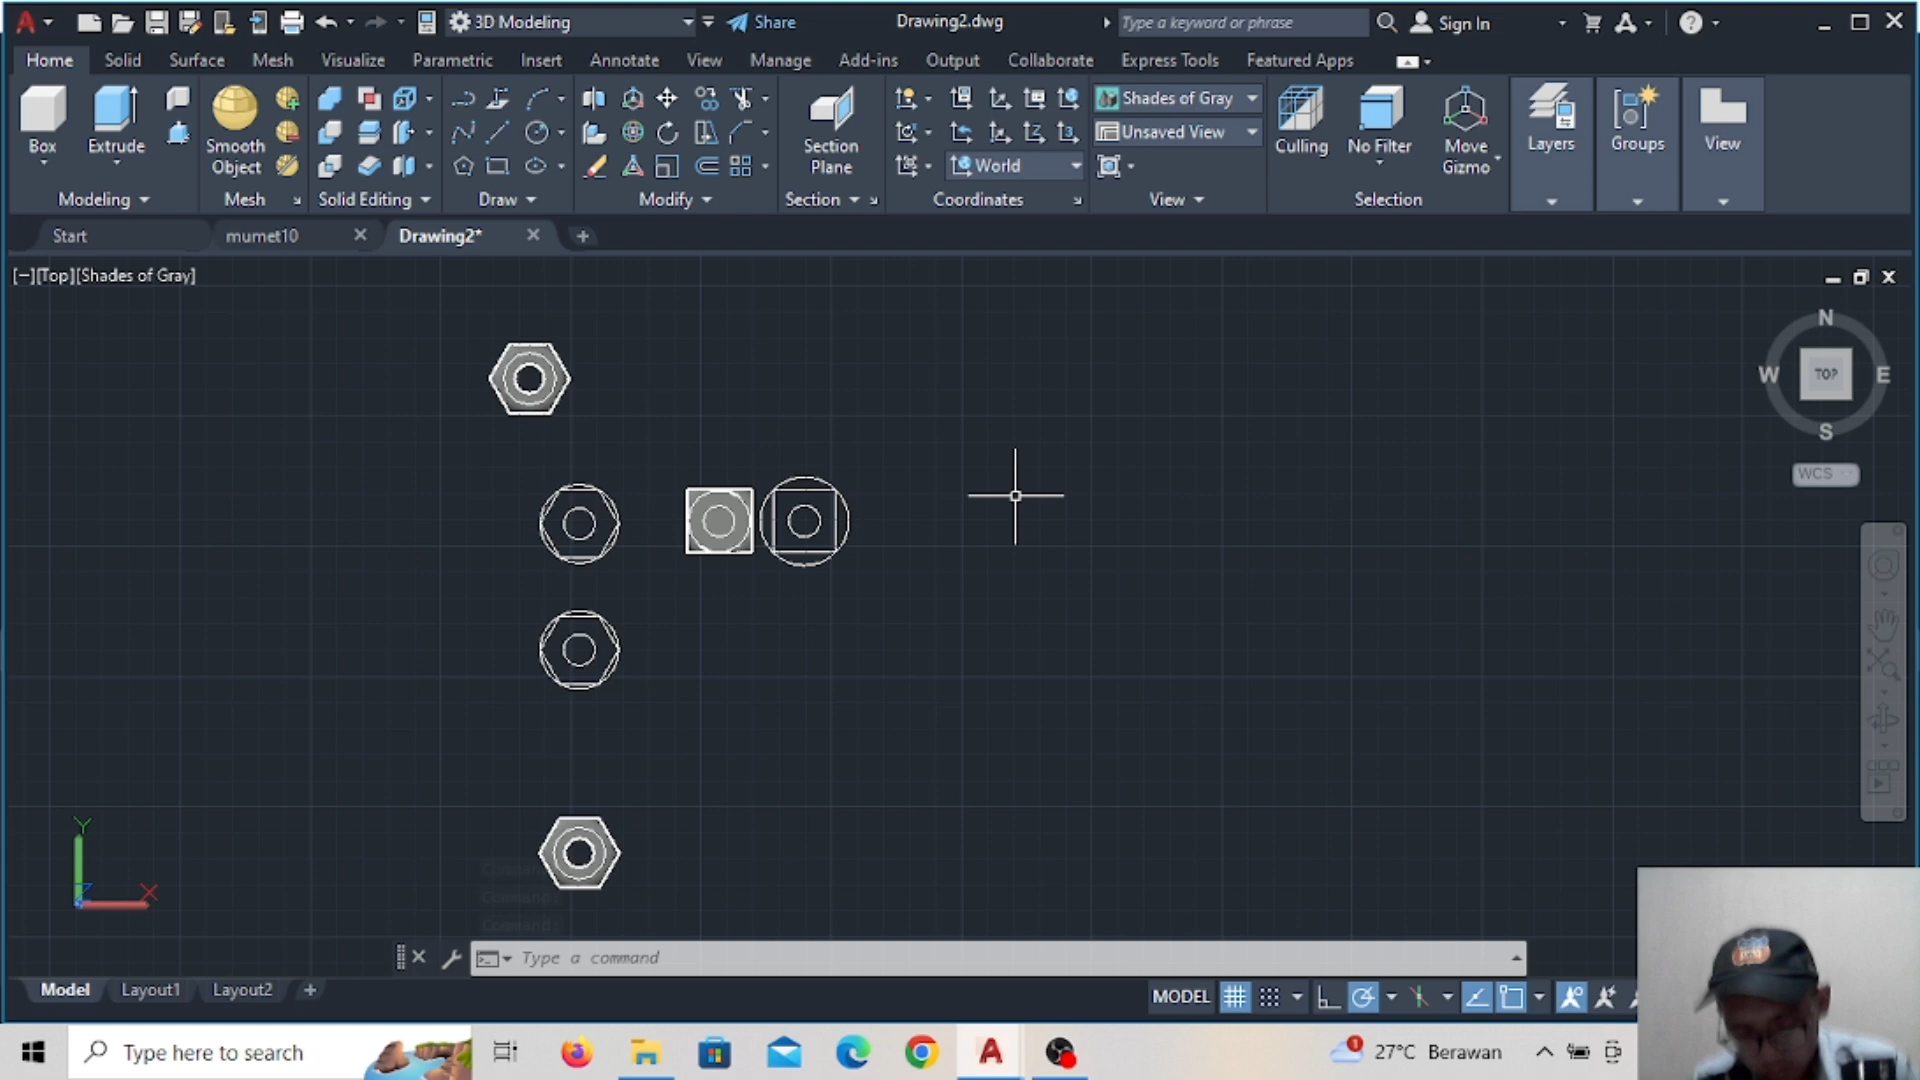 3D Modeling
Share
Drawing2.dwg
Type a keyword or phrase
Sign In
Home
Solid
Surface
Mesh
Visualize
Parametric
Insert
Annotate
View
Manage
Add-ins
Output
Collaborate
Express Tools
Featured Apps
Box
Extrude
Smooth
Object
Section
Plane
Shades of Gray
Unsaved View
World
Culling
No Filter
Move
Gizmo
Layers
Groups
View
Modeling
Mesh
Solid Editing
Draw
Modify
Section
Coordinates
View
Selection
Start
mumet10
Drawing2*
[−][Top][Shades of Gray]
N
W
TOP
E
S
WCS
Y
Z
X
Command:
Command:
Command:
Type a command
Model
Layout1
Layout2
MODEL
Type here to search
1
27°C Berawan